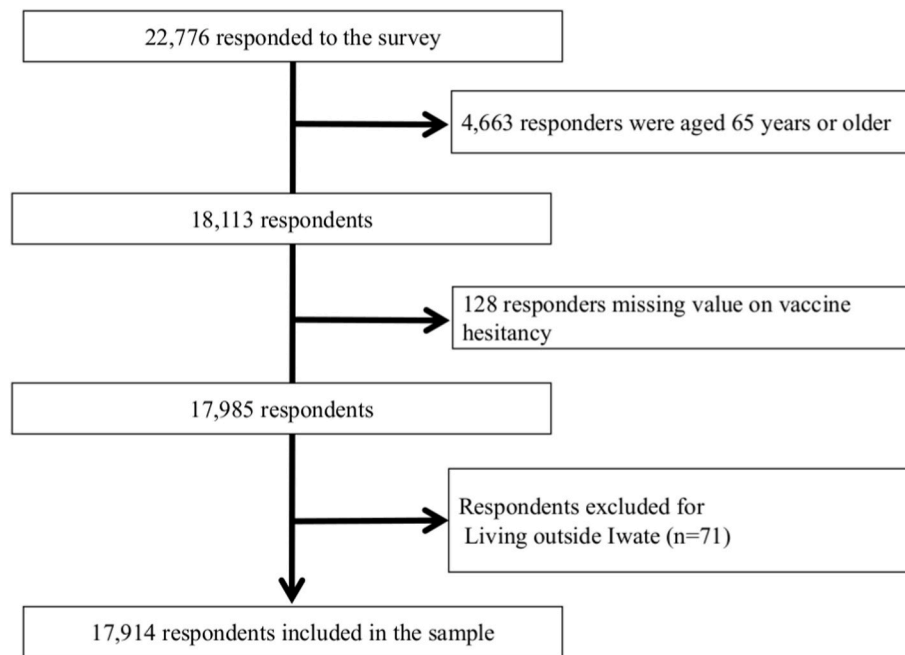 22,776 responded to the survey
4,663 responders were aged 65 years or older
18,113 respondents
128 responders missing value on vaccine
hesitancy
17,985 respondents
Respondents excluded for
Living outside Iwate (n=71)
17,914 respondents included in the sample